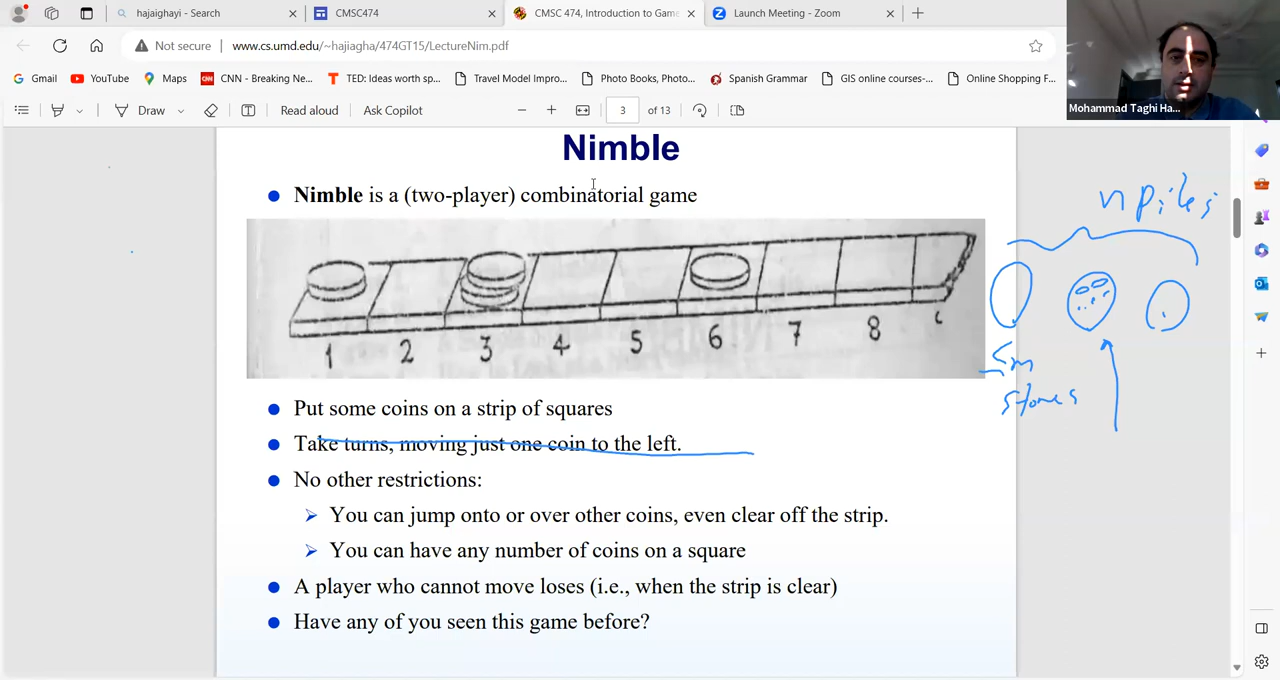 hajaighayi - Search
CMSC474
CMSC 474, Introduction to Game
Launch Meeting - Zoom
Not secure
www.cs.umd.edu/~hajiagha/474GT15/LectureNim.pdf
Gmail
YouTube
Maps
CNN - Breaking Ne...
TED: Ideas worth sp...
Travel Model Impro...
Photo Books, Photo...
Spanish Grammar
GIS online courses-...
Online Shopping F...
Mohammad Taghi Ha...
Draw
Read aloud
Ask Copilot
3
of 13
Nimble
Nimble is a (two-player) combinatorial game
1 2 3 4 5 6 7 8
n piles
≤ m
stones
Put some coins on a strip of squares
Take turns, moving just one coin to the left.
No other restrictions:
You can jump onto or over other coins, even clear off the strip.
You can have any number of coins on a square
A player who cannot move loses (i.e., when the strip is clear)
Have any of you seen this game before?